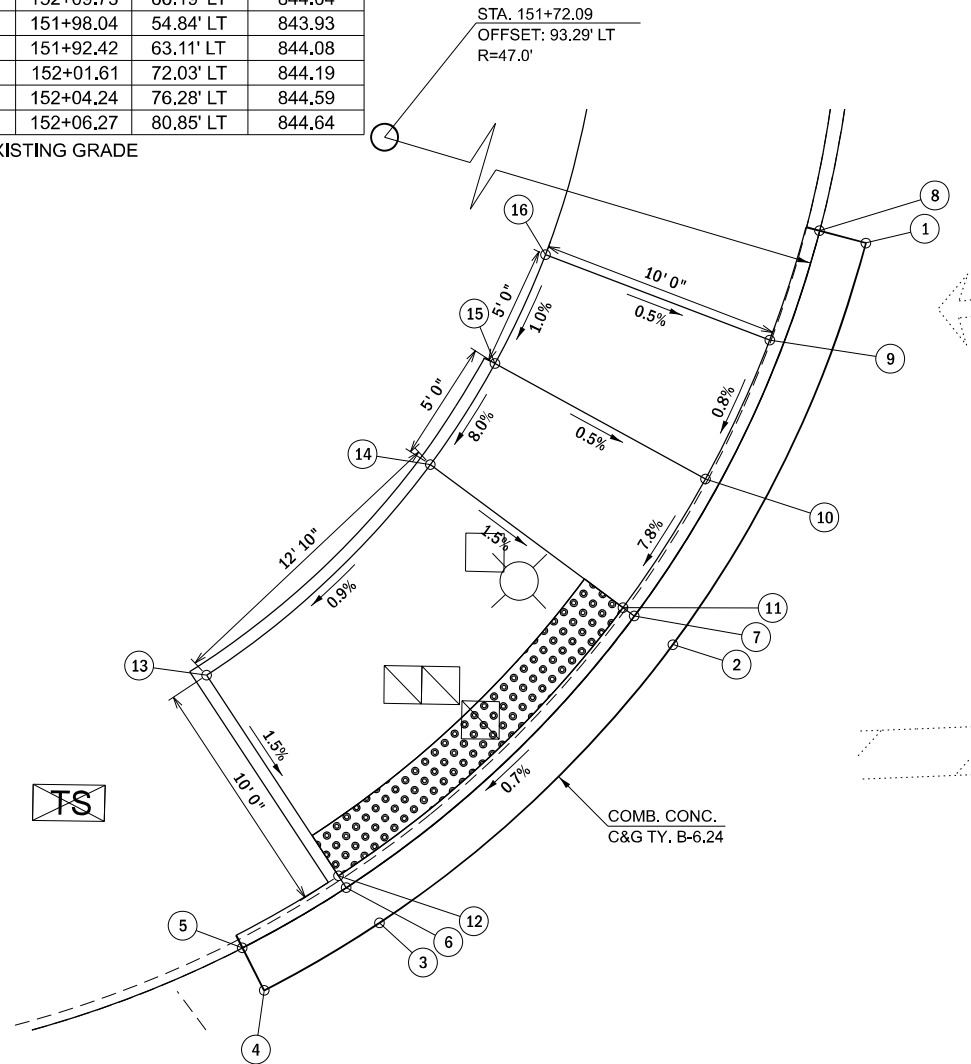 151+98.04 54.84' LT 843.93
151+92.42 63.11' LT 844.08
152+01.61 72.03' LT 844.19
152+04.24 76.28' LT 844.59
152+06.27 80.85' LT 844.64
XISTING GRADE
STA. 151+72.09
OFFSET: 93.29' LT
R=47.0'
8
1
16
10' 0"
0.5%
5' 0"
1.0%
15
9
0.8%
5' 0"
8.0%
0.5%
14
10
7.8%
12' 10"
1.5%
0.9%
11
7
2
13
1.5%
10' 0"
TS
0.7%
COMB. CONC.
C&G TY. B-6.24
12
5
6
3
4